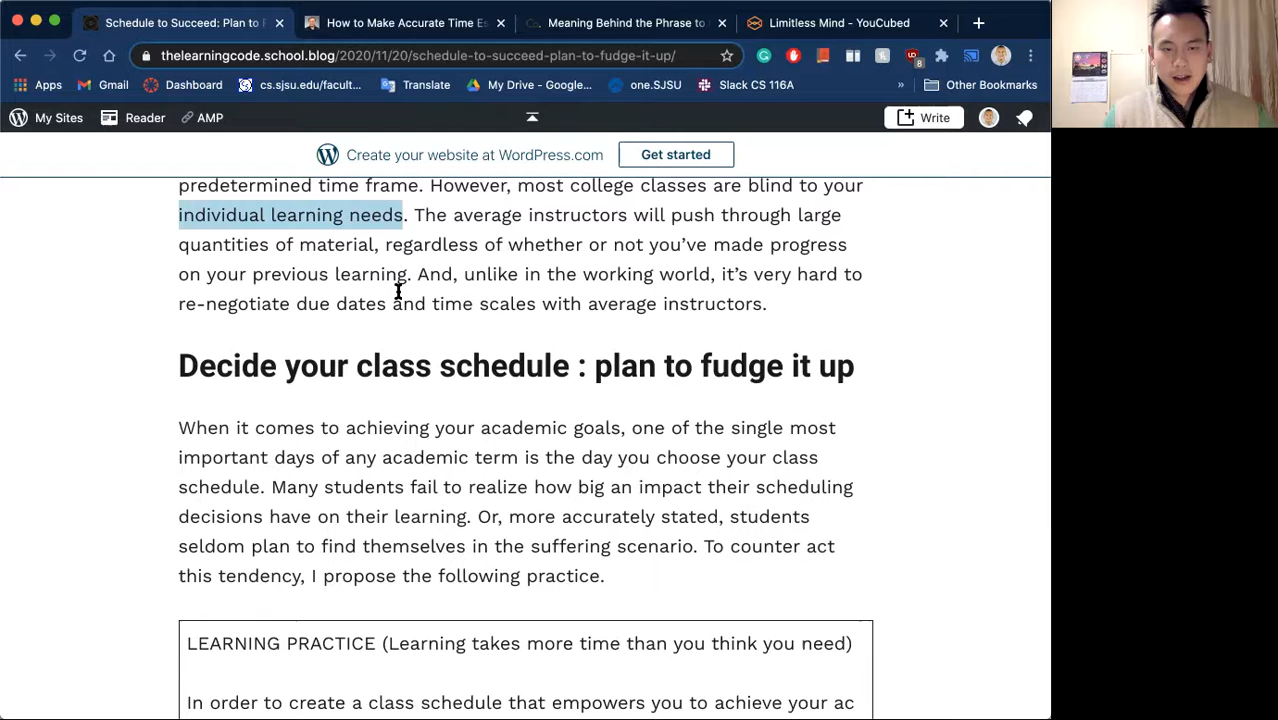 Schedule to Succeed: Plan to F
How to Make Accurate Time Es
Meaning Behind the Phrase to
Limitless Mind - YouCubed
thelearningcode.school.blog/2020/11/20/schedule-to-succeed-plan-to-fudge-it-up/
8
Apps
Gmail
Dashboard
cs.sjsu.edu/facult...
Translate
My Drive - Google...
one.SJSU
Slack CS 116A
»
Other Bookmarks
My Sites
Reader
AMP
Write
Create your website at WordPress.com
Get started
predetermined time frame. However, most college classes are blind to your
individual learning needs. The average instructors will push through large
quantities of material, regardless of whether or not you’ve made progress
on your previous learning. And, unlike in the working world, it’s very hard to
re-negotiate due dates and time scales with average instructors.
Decide your class schedule : plan to fudge it up
When it comes to achieving your academic goals, one of the single most
important days of any academic term is the day you choose your class
schedule. Many students fail to realize how big an impact their scheduling
decisions have on their learning. Or, more accurately stated, students
seldom plan to find themselves in the suffering scenario. To counter act
this tendency, I propose the following practice.
LEARNING PRACTICE (Learning takes more time than you think you need)
In order to create a class schedule that empowers you to achieve your ac